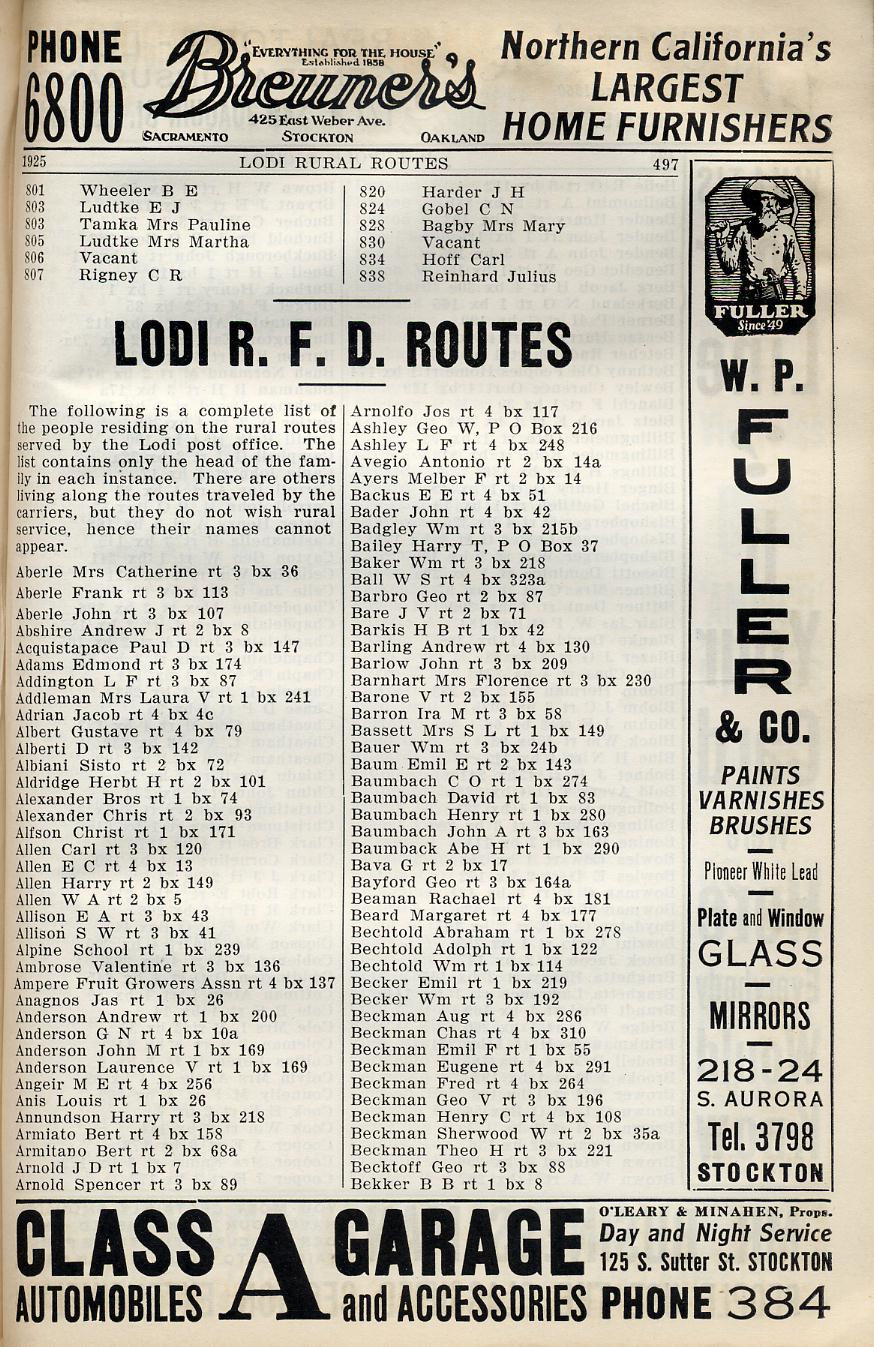 PHONE
6800
"EVERYTHING FOR THE HOUSE"
Established 1858
Breuner's
425 East Weber Ave.
SACRAMENTO STOCKTON OAKLAND
Northern California's
LARGEST
HOME FURNISHERS
1925 LODI RURAL ROUTES 497
801 Wheeler B E
803 Ludtke E J
803 Tamka Mrs Pauline
805 Ludtke Mrs Martha
806 Vacant
807 Rigney C R
820 Harder J H
824 Gobel C N
828 Bagby Mrs Mary
830 Vacant
834 Hoff Carl
838 Reinhard Julius
LODI R. F. D. ROUTES
The following is a complete list of
the people residing on the rural routes
served by the Lodi post office. The
list contains only the head of the fam-
ily in each instance. There are others
living along the routes traveled by the
carriers, but they do not wish rural
service, hence their names cannot
appear.
Aberle Mrs Catherine rt 3 bx 36
Aberle Frank rt 3 bx 113
Aberle John rt 3 bx 107
Abshire Andrew J rt 2 bx 8
Acquistapace Paul D rt 3 bx 147
Adams Edmond rt 3 bx 174
Addington L F rt 3 bx 87
Addleman Mrs Laura V rt 1 bx 241
Adrian Jacob rt 4 bx 4c
Albert Gustave rt 4 bx 79
Alberti D rt 3 bx 142
Albiani Sisto rt 2 bx 72
Aldridge Herbt H rt 2 bx 101
Alexander Bros rt 1 bx 74
Alexander Chris rt 2 bx 93
Alfson Christ rt 1 bx 171
Allen Carl rt 3 bx 120
Allen E C rt 4 bx 13
Allen Harry rt 2 bx 149
Allen W A rt 2 bx 5
Allison E A rt 3 bx 43
Allison S W rt 3 bx 41
Alpine School rt 1 bx 239
Ambrose Valentine rt 3 bx 136
Ampere Fruit Growers Assn rt 4 bx 137
Anagnos Jas rt 1 bx 26
Anderson Andrew rt 1 bx 200
Anderson G N rt 4 bx 10a
Anderson John M rt 1 bx 169
Anderson Laurence V rt 1 bx 169
Angeir M E rt 4 bx 256
Anis Louis rt 1 bx 26
Annundson Harry rt 3 bx 218
Armiato Bert rt 4 bx 158
Armitano Bert rt 2 bx 68a
Arnold J D rt 1 bx 7
Arnold Spencer rt 3 bx 89
Arnolfo Jos rt 4 bx 117
Ashley Geo W, P O Box 216
Ashley L F rt 4 bx 248
Avegio Antonio rt 2 bx 14a
Ayers Melber F rt 2 bx 14
Backus E E rt 4 bx 51
Bader John rt 4 bx 42
Badgley Wm rt 3 bx 215b
Bailey Harry T, P O Box 37
Baker Wm rt 3 bx 218
Ball W S rt 4 bx 323a
Barbro Geo rt 2 bx 87
Bare J V rt 2 bx 71
Barkis H B rt 1 bx 42
Barling Andrew rt 4 bx 130
Barlow John rt 3 bx 209
Barnhart Mrs Florence rt 3 bx 230
Barone V rt 2 bx 155
Barron Ira M rt 3 bx 58
Bassett Mrs S L rt 1 bx 149
Bauer Wm rt 3 bx 24b
Baum Emil E rt 2 bx 143
Baumbach C O rt 1 bx 274
Baumbach David rt 1 bx 83
Baumbach Henry rt 1 bx 280
Baumbach John A rt 3 bx 163
Baumback Abe H rt 1 bx 290
Bava G rt 2 bx 17
Bayford Geo rt 3 bx 164a
Beaman Rachael rt 4 bx 181
Beard Margaret rt 4 bx 177
Bechtold Abraham rt 1 bx 278
Bechtold Adolph rt 1 bx 122
Bechtold Wm rt 1 bx 114
Becker Emil rt 1 bx 219
Becker Wm rt 3 bx 192
Beckman Aug rt 4 bx 286
Beckman Chas rt 4 bx 310
Beckman Emil F rt 1 bx 55
Beckman Eugene rt 4 bx 291
Beckman Fred rt 4 bx 264
Beckman Geo V rt 3 bx 196
Beckman Henry C rt 4 bx 108
Beckman Sherwood W rt 2 bx 35a
Beckman Theo H rt 3 bx 221
Becktoff Geo rt 3 bx 88
Bekker B B rt 1 bx 8
FULLER
Since '49
W. P.
FULLER
& CO.
PAINTS
VARNISHES
BRUSHES
Pioneer White Lead
Plate and Window
GLASS
MIRRORS
218-24
S. AURORA
Tel. 3798
STOCKTON
CLASS A GARAGE
AUTOMOBILES and ACCESSORIES
O'LEARY & MINAHEN, Props.
Day and Night Service
125 S. Sutter St. STOCKTON
PHONE 384